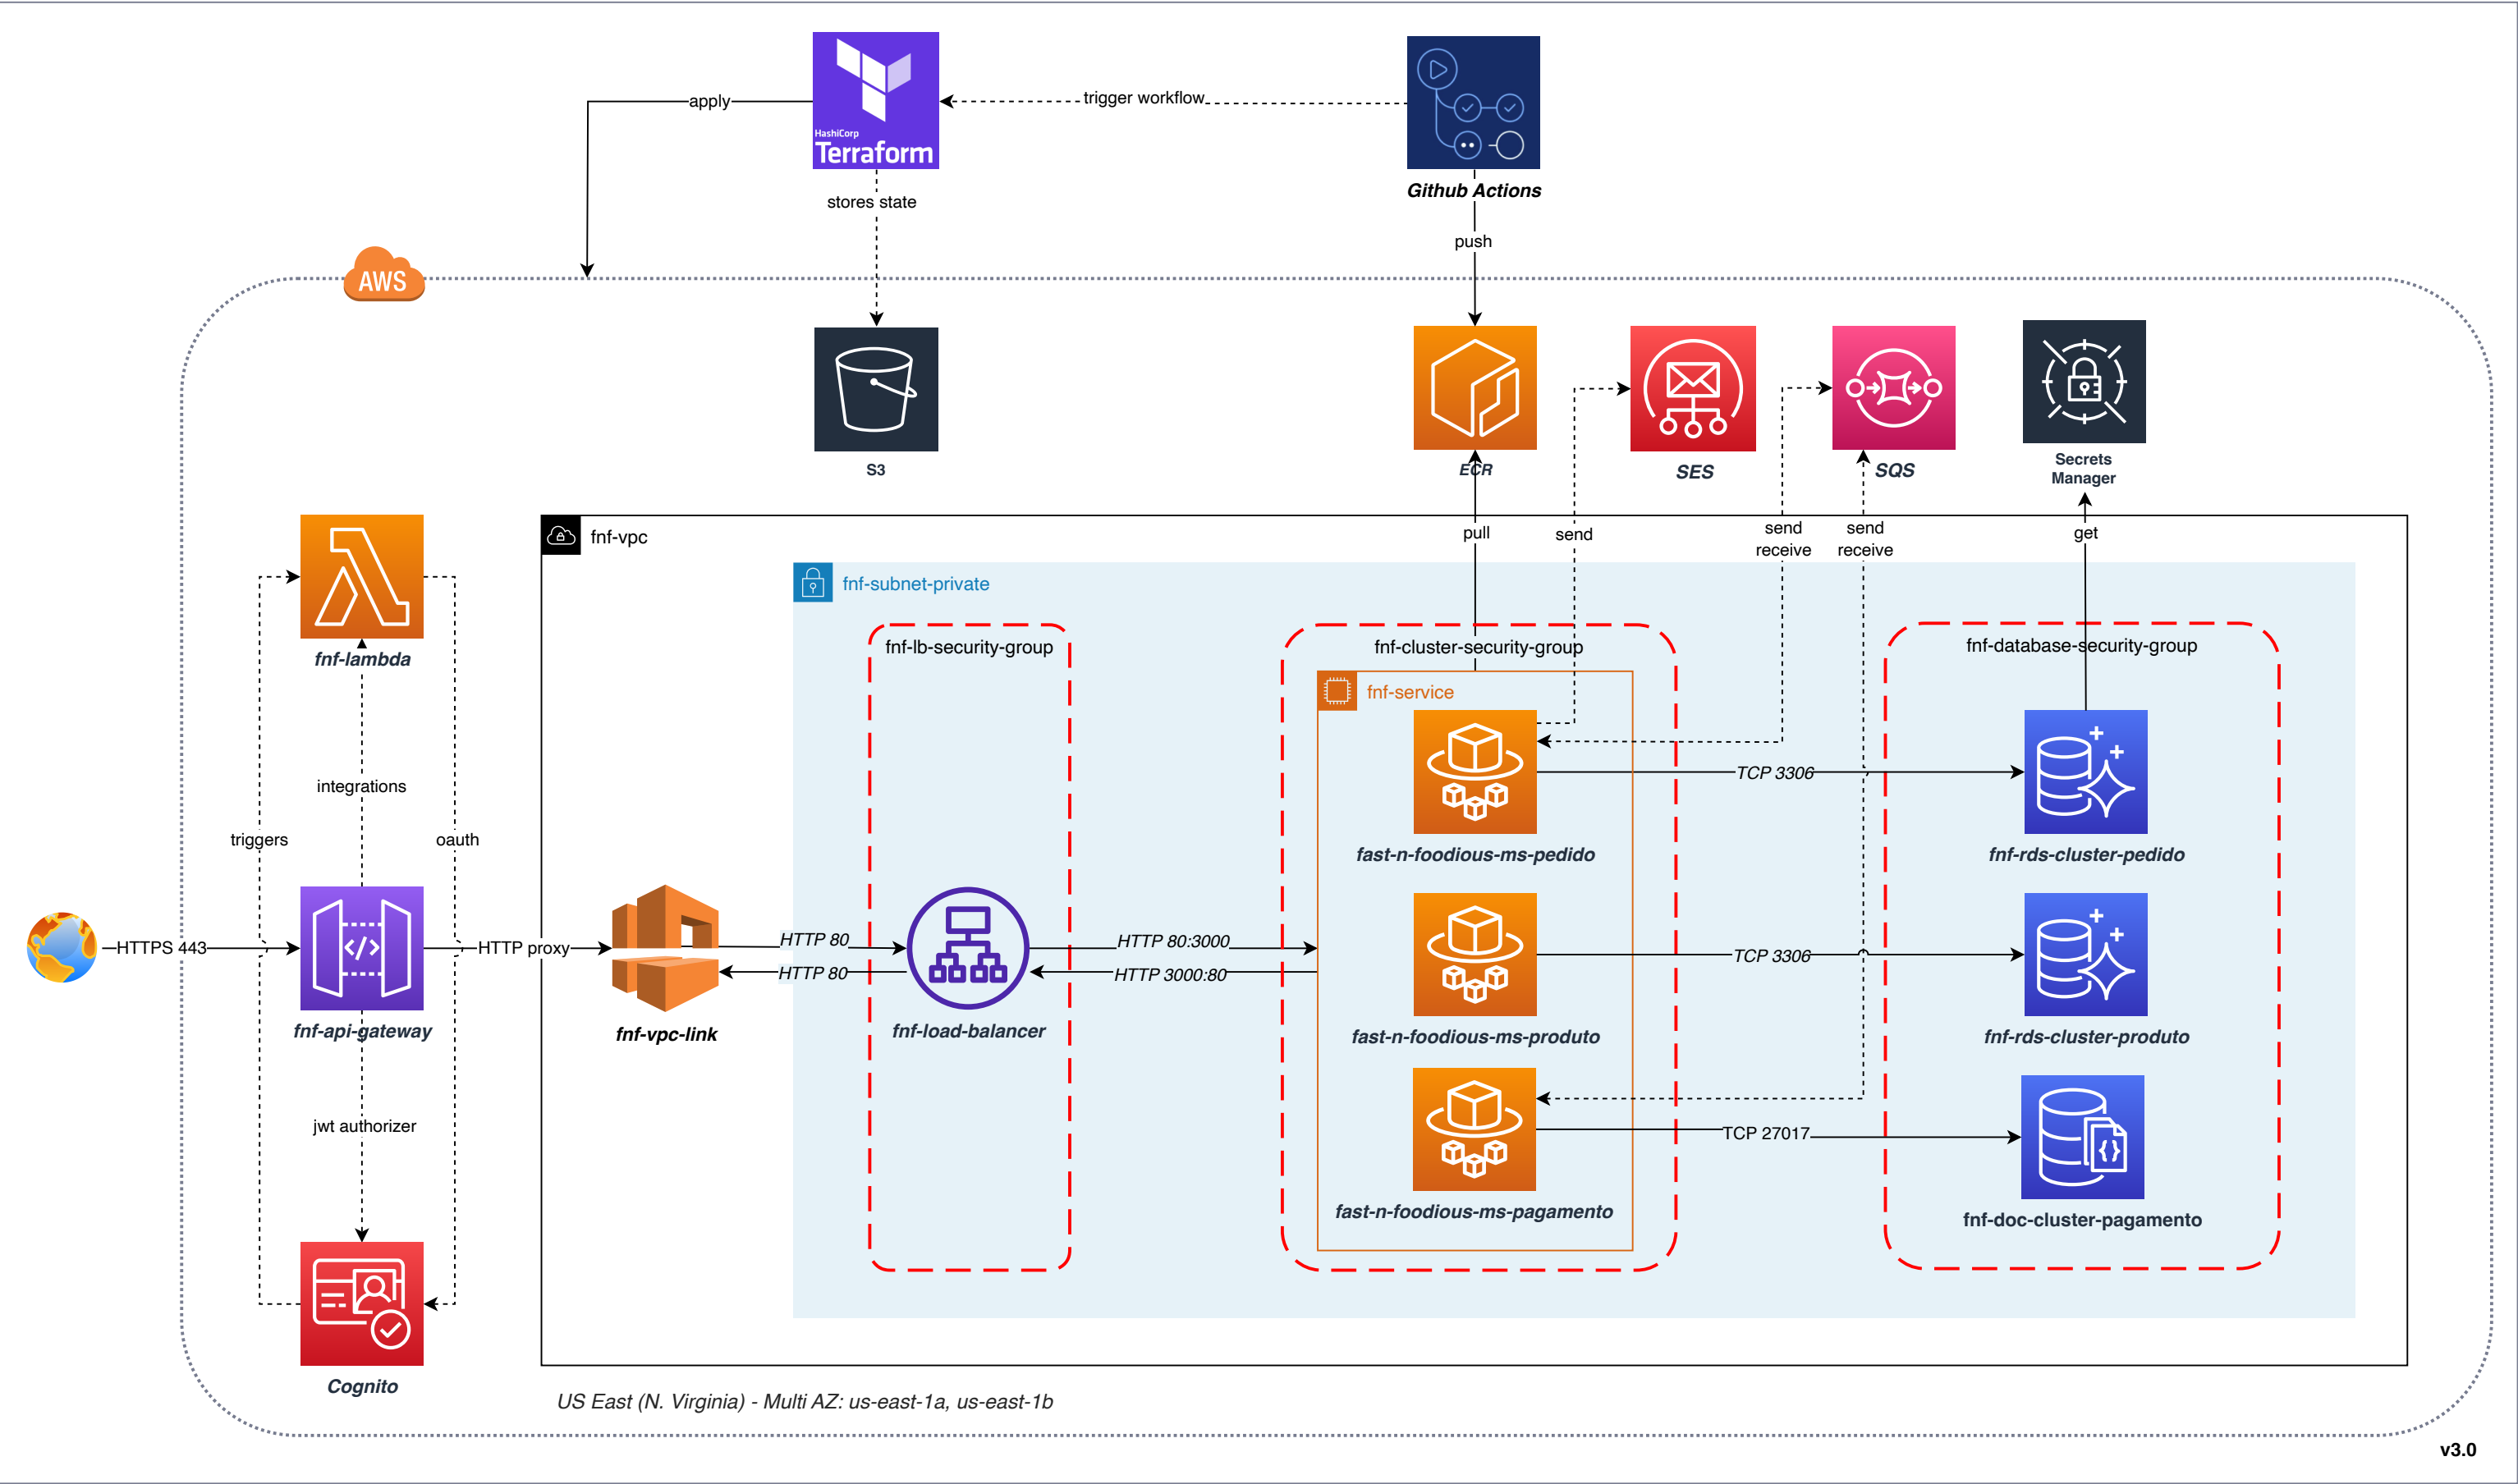 HashiCorp
Terraform
apply
trigger workflow
Github Actions
stores state
push
AWS
S3
ECR
SES
SQS
Secrets
Manager
fnf-vpc
pull
send
send
receive
send
receive
get
fnf-subnet-private
fnf-lambda
fnf-lb-security-group
fnf-cluster-security-group
fnf-database-security-group
fnf-service
integrations
triggers
oauth
TCP 3306
fast-n-foodious-ms-pedido
fnf-rds-cluster-pedido
HTTPS 443
HTTP proxy
HTTP 80
HTTP 80
HTTP 80:3000
HTTP 3000:80
TCP 3306
fnf-api-gateway
fnf-vpc-link
fnf-load-balancer
fast-n-foodious-ms-produto
fnf-rds-cluster-produto
jwt authorizer
TCP 27017
fast-n-foodious-ms-pagamento
fnf-doc-cluster-pagamento
Cognito
US East (N. Virginia) - Multi AZ: us-east-1a, us-east-1b
v3.0